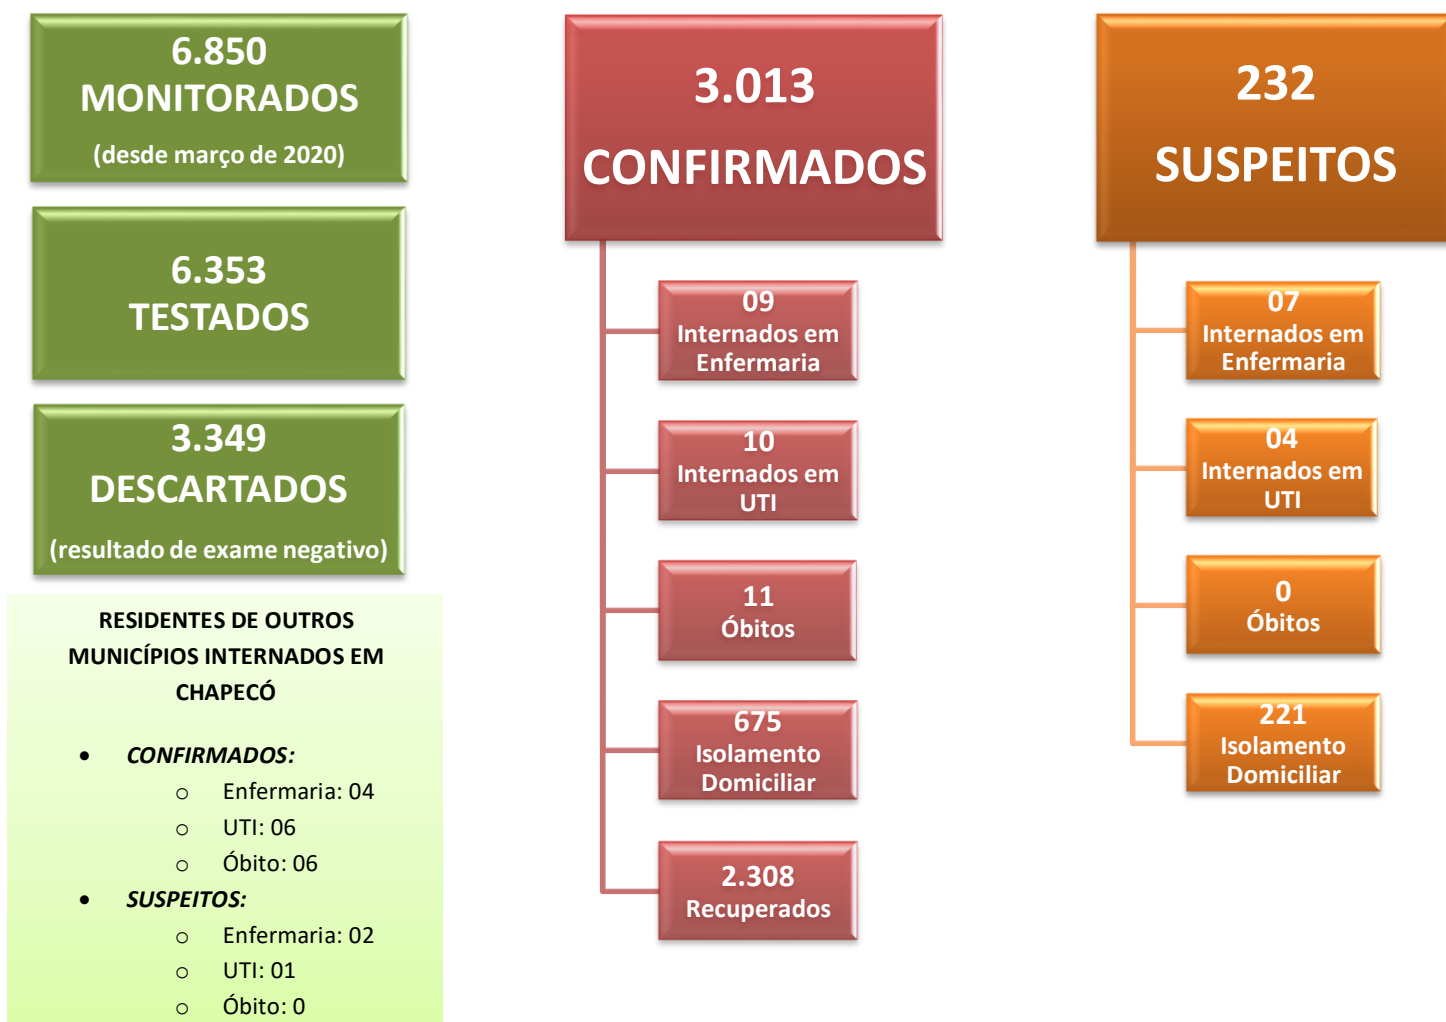 6.850
MONITORADOS
(desde março de 2020)
6.353
TESTADOS
3.349
DESCARTADOS
(resultado de exame negativo)
RESIDENTES DE OUTROS
MUNICÍPIOS INTERNADOS EM
CHAPECÓ
• CONFIRMADOS:
o Enfermaria: 04
o UTI: 06
o Óbito: 06
• SUSPEITOS:
o Enfermaria: 02
o UTI: 01
o Óbito: 0
3.013
CONFIRMADOS
09
Internados em
Enfermaria
10
Internados em
UTI
11
Óbitos
675
Isolamento
Domiciliar
2.308
Recuperados
232
SUSPEITOS
07
Internados em
Enfermaria
04
Internados em
UTI
0
Óbitos
221
Isolamento
Domiciliar